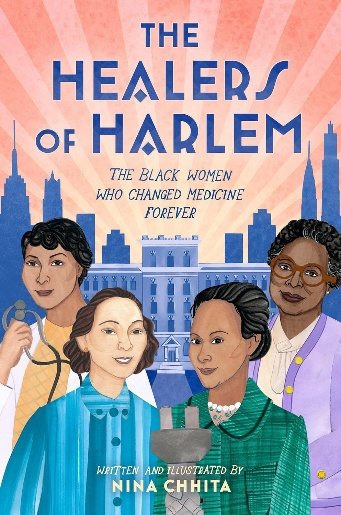 THE
HEALERS
OF HARLEM
THE BLACK WOMEN
WHO CHANGED MEDICINE
FOREVER
WRITTEN AND ILLUSTRATED BY
NINA CHHITA